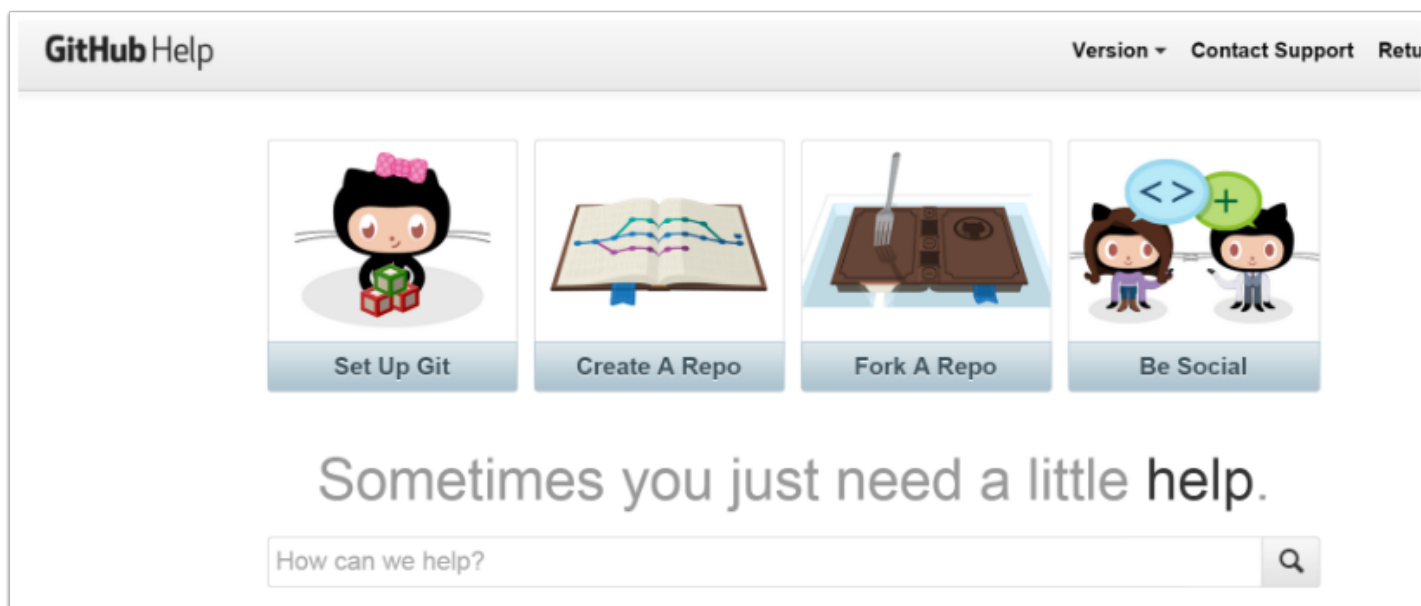 GitHub Help
Version Contact Support Retu
Set Up Git Create A Repo Fork A Repo Be Social
Sometimes you just need a little help.
How can we help?